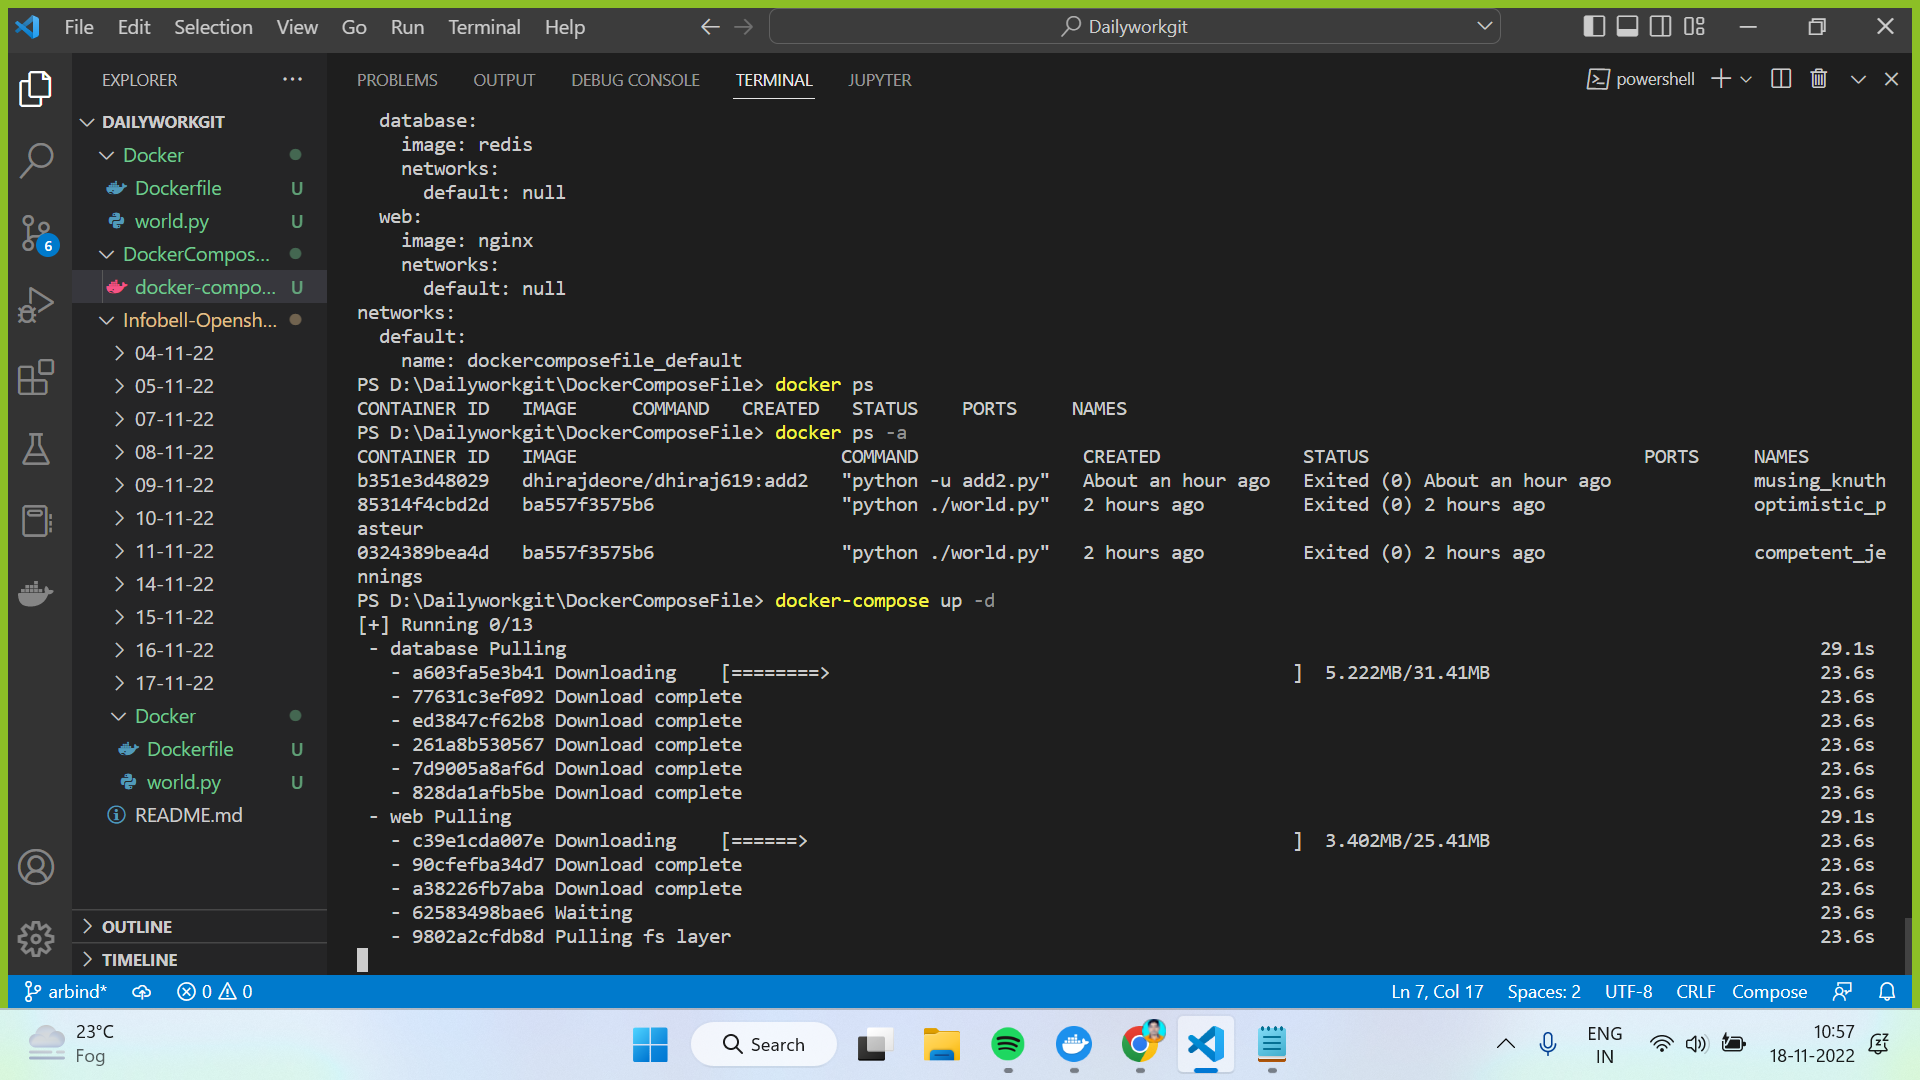 File Edit Selection View Go Run Terminal Help
Dailyworkgit
EXPLORER
DAILYWORKGIT
Docker
Dockerfile U
world.py U
DockerCompos...
docker-compo... U
Infobell-Opensh...
04-11-22
05-11-22
07-11-22
08-11-22
09-11-22
10-11-22
11-11-22
14-11-22
15-11-22
16-11-22
17-11-22
Docker
Dockerfile U
world.py U
README.md
OUTLINE
TIMELINE
6
PROBLEMS OUTPUT DEBUG CONSOLE TERMINAL JUPYTER
powershell
database:
image: redis
networks:
default: null
web:
image: nginx
networks:
default: null
networks:
default:
name: dockercomposefile_default
PS D:\Dailyworkgit\DockerComposeFile> docker ps
CONTAINER ID IMAGE COMMAND CREATED STATUS PORTS NAMES
PS D:\Dailyworkgit\DockerComposeFile> docker ps -a
CONTAINER ID IMAGE COMMAND CREATED STATUS PORTS NAMES
b351e3d48029 dhirajdeore/dhiraj619:add2 "python -u add2.py" About an hour ago Exited (0) About an hour ago musing_knuth
85314f4cbd2d ba557f3575b6 "python ./world.py" 2 hours ago Exited (0) 2 hours ago optimistic_p
asteur
0324389bea4d ba557f3575b6 "python ./world.py" 2 hours ago Exited (0) 2 hours ago competent_je
nnings
PS D:\Dailyworkgit\DockerComposeFile> docker-compose up -d
[+] Running 0/13
- database Pulling 29.1s
- a603fa5e3b41 Downloading [========> ] 5.222MB/31.41MB 23.6s
- 77631c3ef092 Download complete 23.6s
- ed3847cf62b8 Download complete 23.6s
- 261a8b530567 Download complete 23.6s
- 7d9005a8af6d Download complete 23.6s
- 828da1afb5be Download complete 23.6s
- web Pulling 29.1s
- c39e1cda007e Downloading [======> ] 3.402MB/25.41MB 23.6s
- 90cfefba34d7 Download complete 23.6s
- a38226fb7aba Download complete 23.6s
- 62583498bae6 Waiting 23.6s
- 9802a2cfdb8d Pulling fs layer 23.6s
arbind* 0 0 Ln 7, Col 17 Spaces: 2 UTF-8 CRLF Compose
23°C
Fog
Search
ENG
IN
10:57
18-11-2022